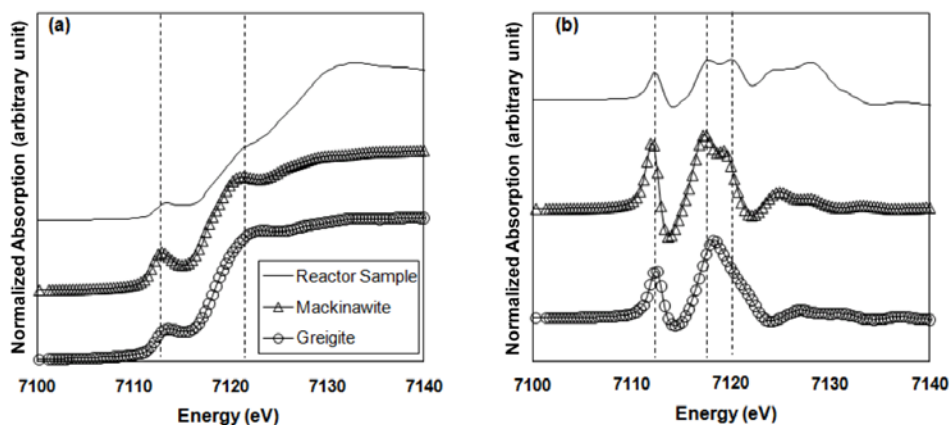 (a)
Normalized Absorption (arbitrary unit)
Reactor Sample
Mackinawite
Greigite
7100 7110 7120 7130 7140
Energy (eV)
(b)
Normalized Absorption (arbitrary unit)
7100 7110 7120 7130 7140
Energy (eV)